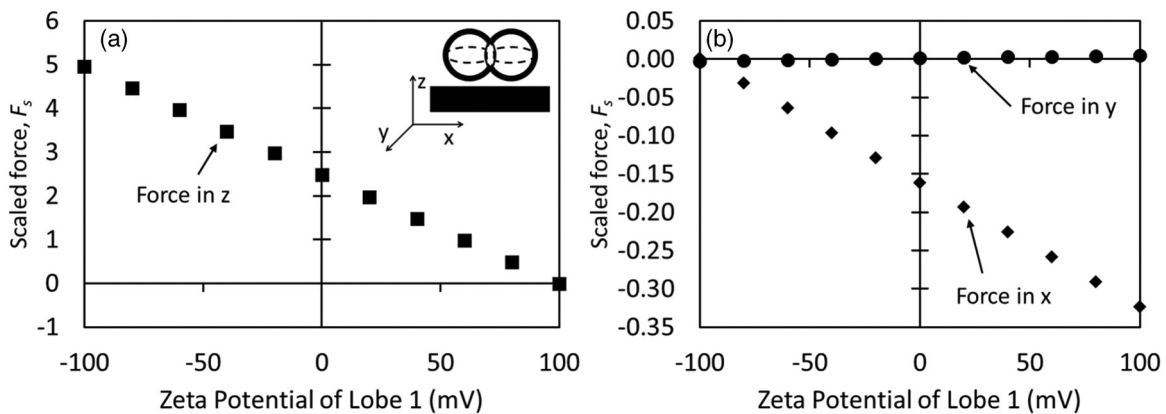 (a)
Scaled force, Fs
6
5
4
3
2
1
0
-1
-100
-50
0
50
100
Zeta Potential of Lobe 1 (mV)
Force in z
z
y
x
(b)
Scaled force, Fs
0.05
0.00
-0.05
-0.10
-0.15
-0.20
-0.25
-0.30
-0.35
-100
-50
0
50
100
Zeta Potential of Lobe 1 (mV)
Force in y
Force in x